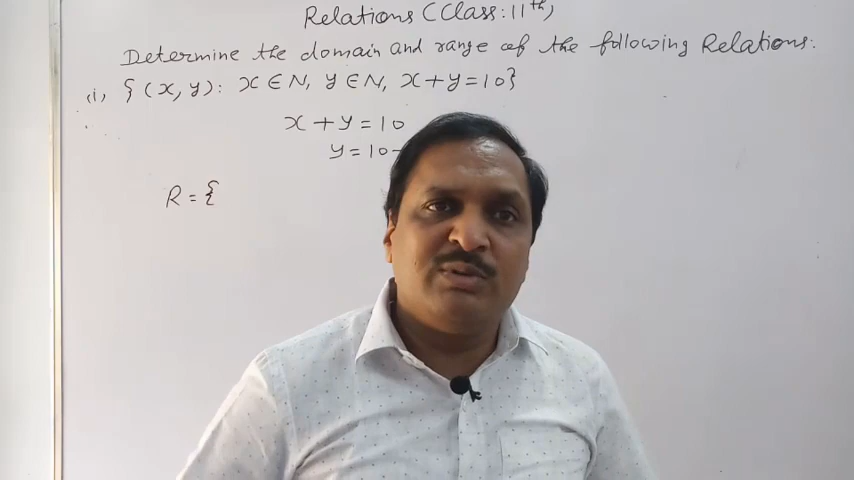 Relations (Class: 11th)
Determine the domain and range of the following Relations:
(i) {(x, y): x ∈ N, y ∈ N, x + y = 10}
x + y = 10
y = 10 -
R = {